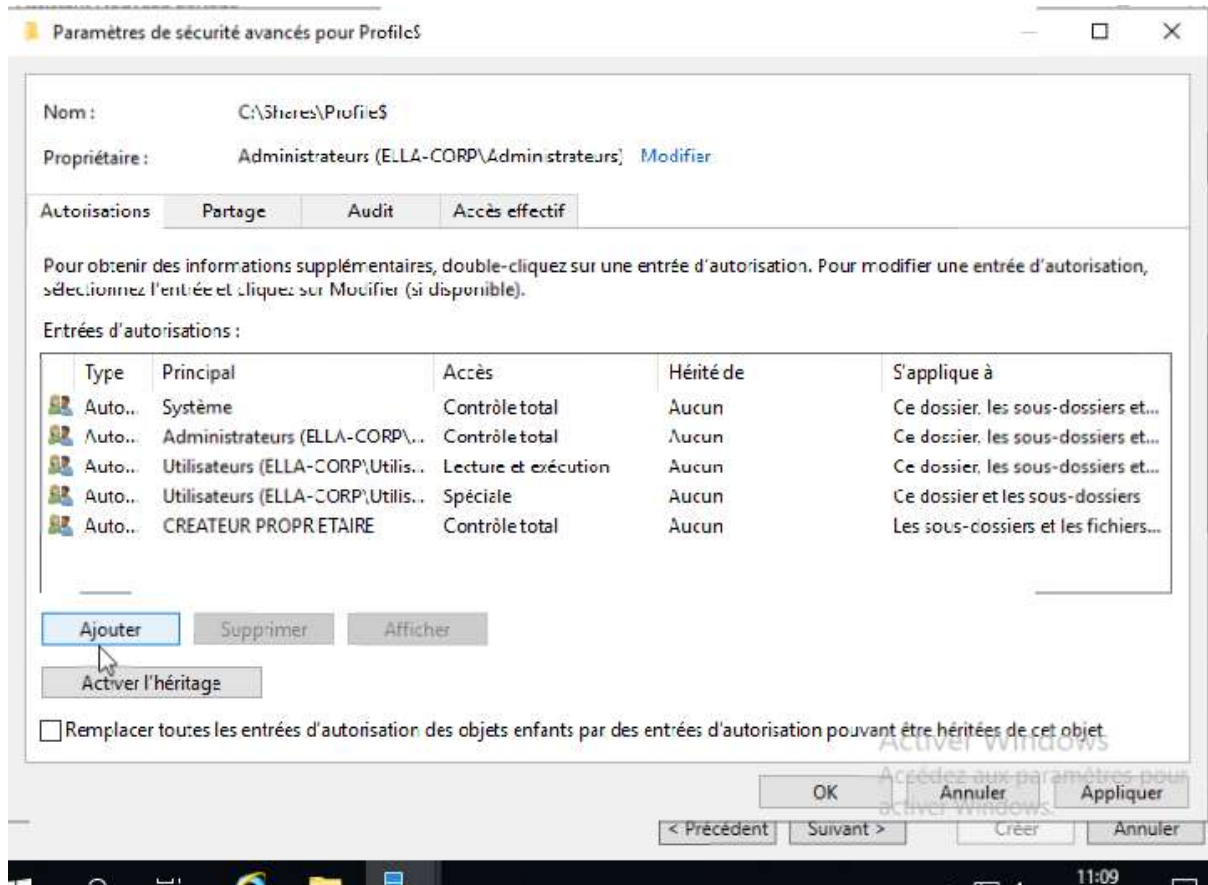 Paramètres de sécurité avancés pour Profile$
Nom : C:\Shares\Profile$
Propriétaire : Administrateurs (ELLA-CORP\Administrateurs) Modifier
Autorisations Partage Audit Accès effectif
Pour obtenir des informations supplémentaires, double-cliquez sur une entrée d'autorisation. Pour modifier une entrée d'autorisation,
sélectionnez l'entrée et cliquez sur Modifier (si disponible).
Entrées d'autorisations :
Type Principal Accès Hérité de S'applique à
Auto... Système Contrôle total Aucun Ce dossier, les sous-dossiers et...
Auto... Administrateurs (ELLA-CORP\... Contrôle total Aucun Ce dossier, les sous-dossiers et...
Auto... Utilisateurs (ELLA-CORP\Utilis... Lecture et exécution Aucun Ce dossier, les sous-dossiers et...
Auto... Utilisateurs (ELLA-CORP\Utilis... Spéciale Aucun Ce dossier et les sous-dossiers
Auto... CREATEUR PROPRIETAIRE Contrôle total Aucun Les sous-dossiers et les fichiers...
Ajouter Supprimer Afficher
Activer l'héritage
Remplacer toutes les entrées d'autorisation des objets enfants par des entrées d'autorisation pouvant être héritées de cet objet
Activer Windows
Accédez aux paramètres pour
activer Windows.
OK Annuler Appliquer
< Précédent Suivant > Créer Annuler
11:09